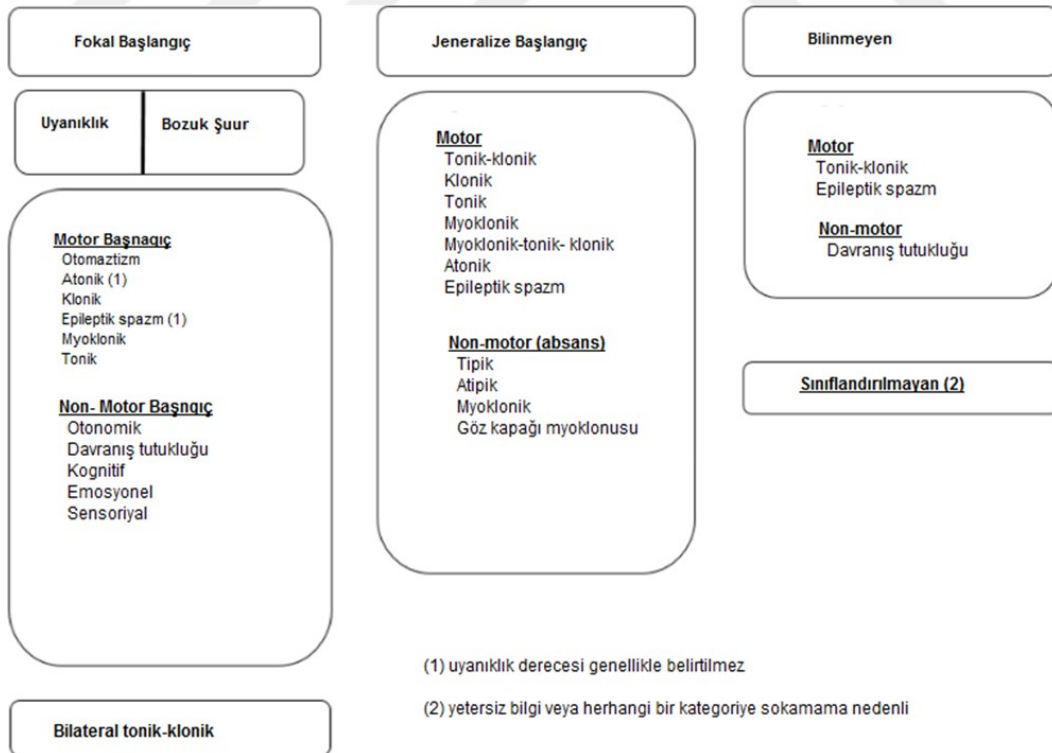 Fokal Başlangıç
Uyanıklık
Bozuk Şuur
Motor Başnagıç
Otomaztizm
Atonik (1)
Klonik
Epileptik spazm (1)
Myoklonik
Tonik
Non- Motor Başngıç
Otonomik
Davranış tutukluğu
Kognitif
Emosyonel
Sensoriyal
Bilateral tonik-klonik
Jeneralize Başlangıç
Motor
Tonik-klonik
Klonik
Tonik
Myoklonik
Myoklonik-tonik- klonik
Atonik
Epileptik spazm
Non-motor (absans)
Tipik
Atipik
Myoklonik
Göz kapağı myoklonusu
Bilinmeyen
Motor
Tonik-klonik
Epileptik spazm
Non-motor
Davranış tutukluğu
Sınıflandırılmayan (2)
(1) uyanıklık derecesi genellikle belirtilmez
(2) yetersiz bilgi veya herhangi bir kategoriye sokamama nedenli